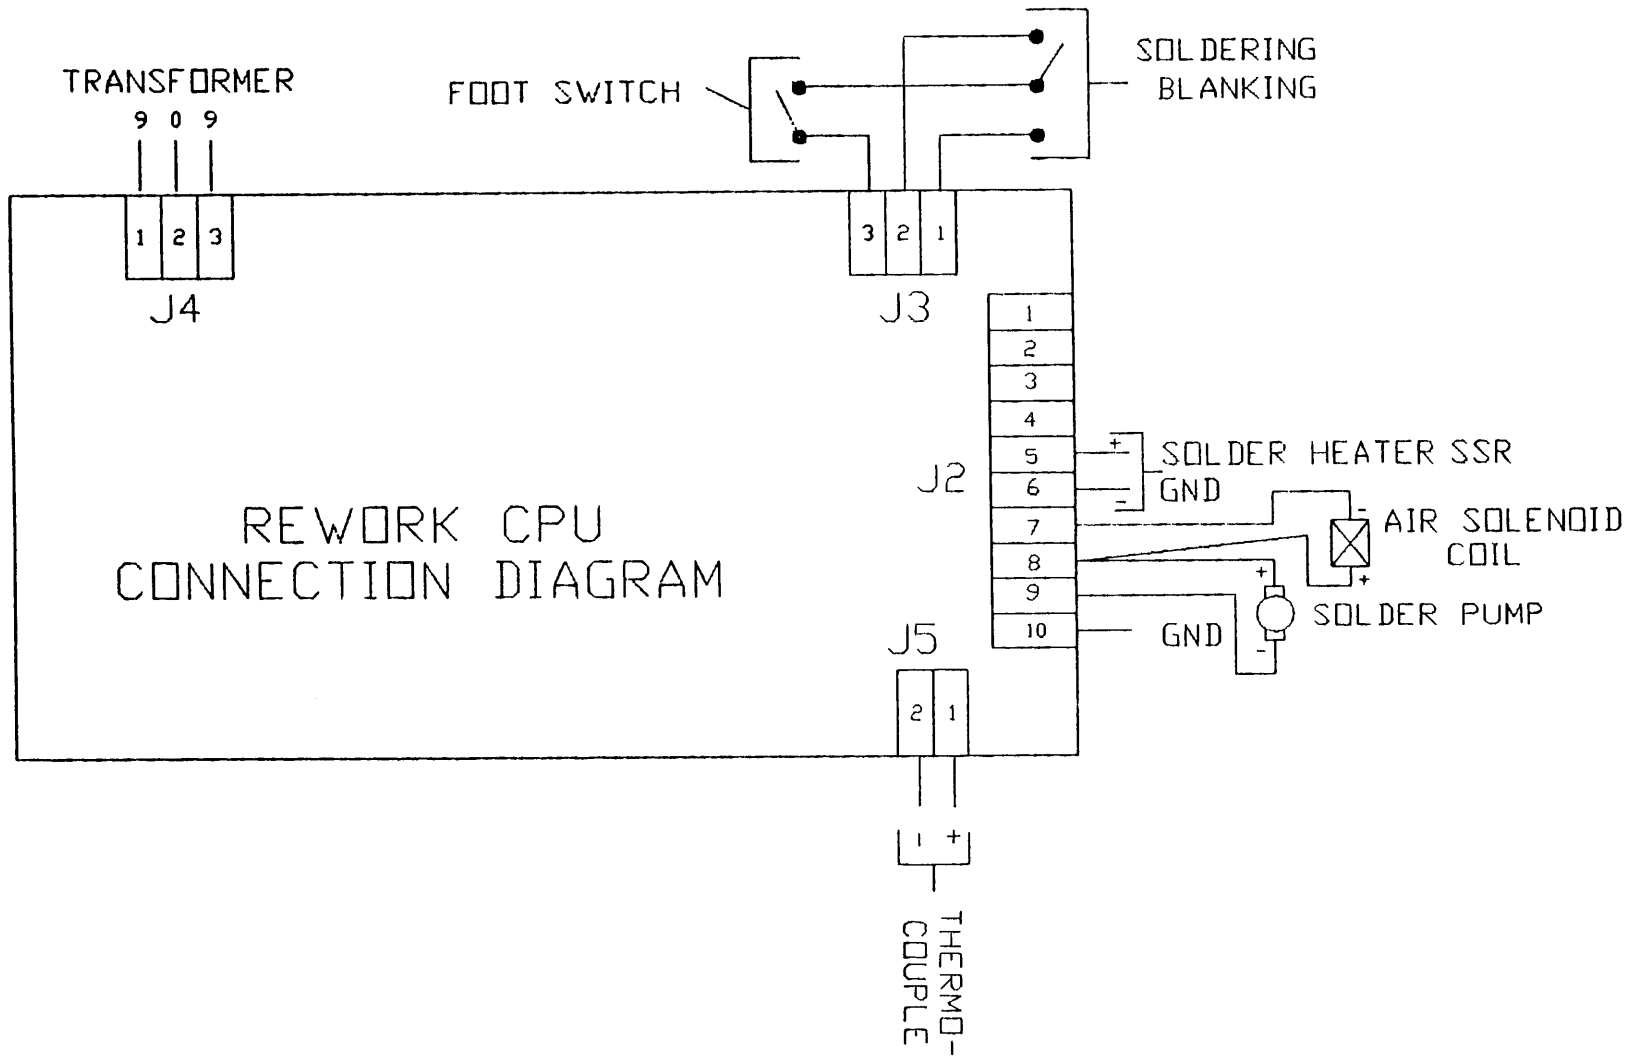 TRANSFORMER
9 0 9
FOOT SWITCH
SOLDERING
BLANKING
1 2 3
J4
3 2 1
J3
1
2
3
4
5
6
7
8
9
10
J2
+
-
SOLDER HEATER SSR
GND
-
+
AIR SOLENOID
COIL
+
-
SOLDER PUMP
GND
REWORK CPU
CONNECTION DIAGRAM
J5
2 1
- +
THERMO-
COUPLE